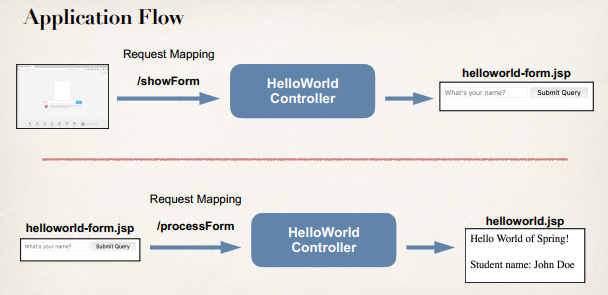 Application Flow
Request Mapping
/showForm
HelloWorld
Controller
helloworld-form.jsp
What's your name?
Submit Query
Request Mapping
/processForm
helloworld-form.jsp
What's your name?
Submit Query
HelloWorld
Controller
helloworld.jsp
Hello World of Spring!
Student name: John Doe